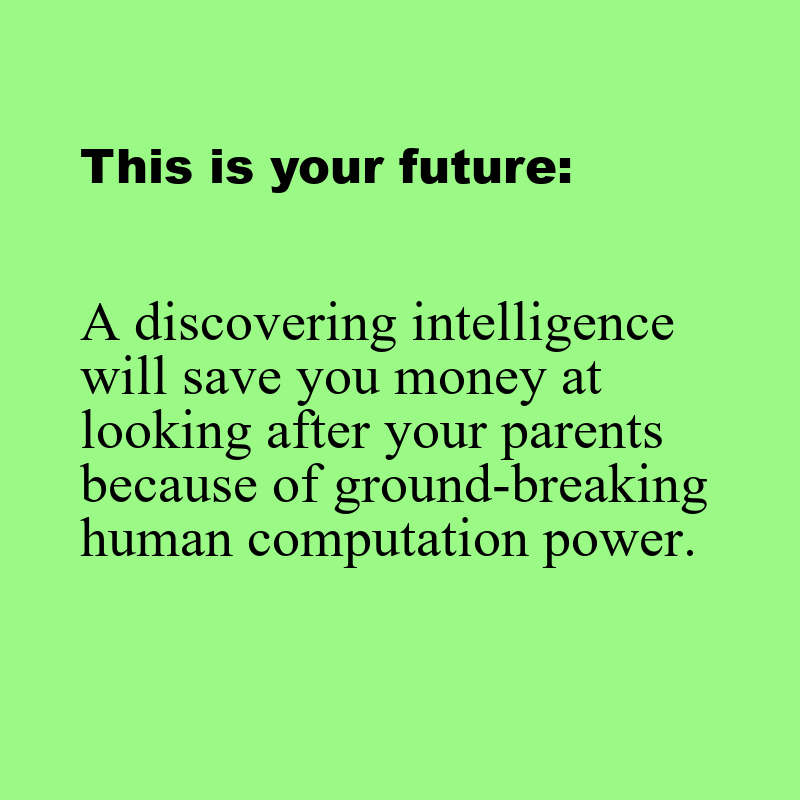 This is your future:
A discovering intelligence
will save you money at
looking after your parents
because of ground-breaking
human computation power.